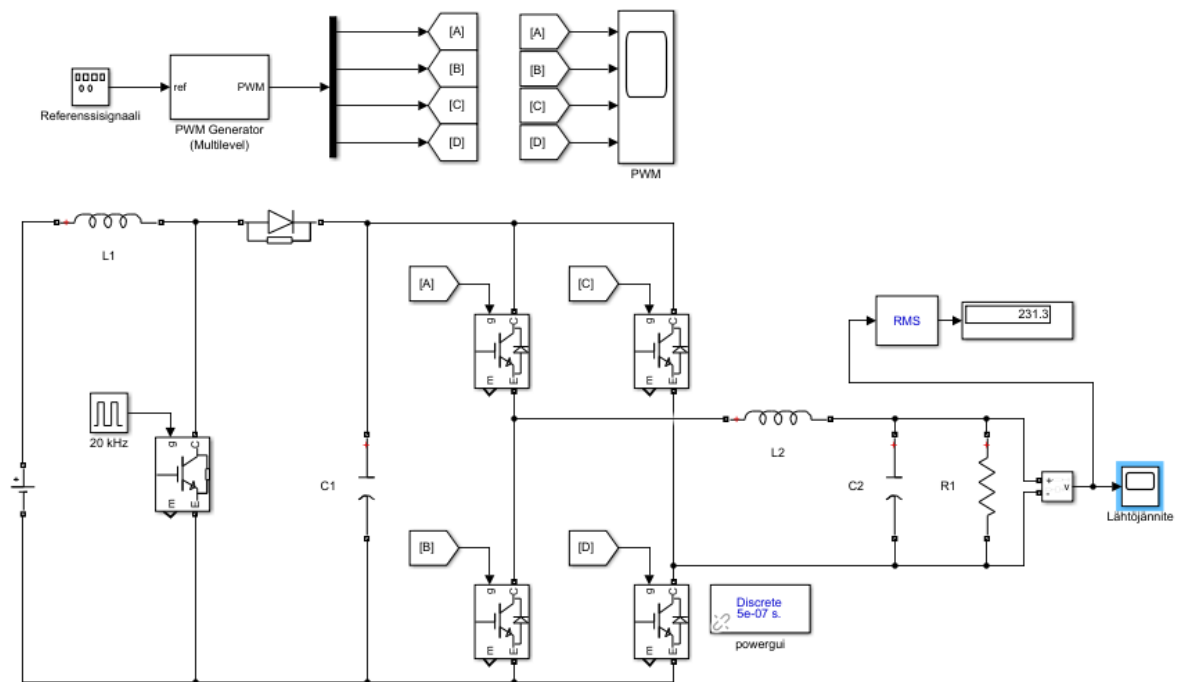 [A]
[A]
[B]
[B]
ref
PWM
[C]
[C]
Referenssisignaali
PWM Generator
(Multilevel)
[D]
[D]
PWM
L1
[A]
[C]
g
C
g
C
m
E
m
E
RMS
231.3
20 kHz
g
C
m
E
+
C1
L2
C2
R1
+
-
v
Lähtöjännite
[B]
[D]
g
C
g
C
m
E
m
E
Discrete
5e-07 s.
powergui